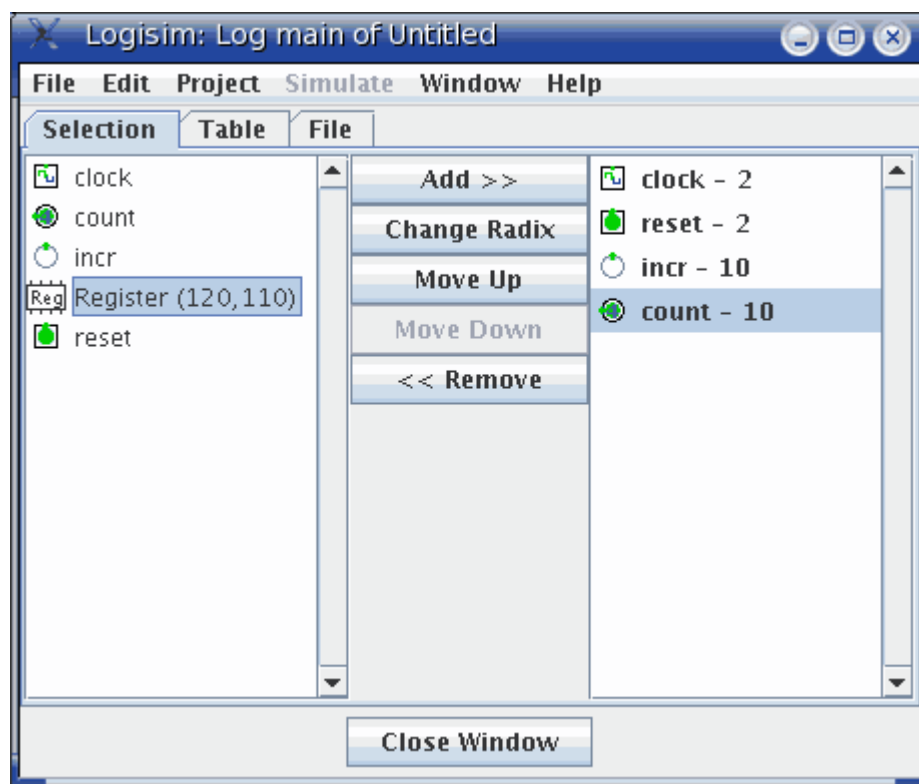 Logisim: Log main of Untitled
File Edit Project Simulate Window Help
Selection Table File
clock
count
incr
Reg Register (120,110)
reset
Add >>
Change Radix
Move Up
Move Down
<< Remove
clock - 2
reset - 2
incr - 10
count - 10
Close Window